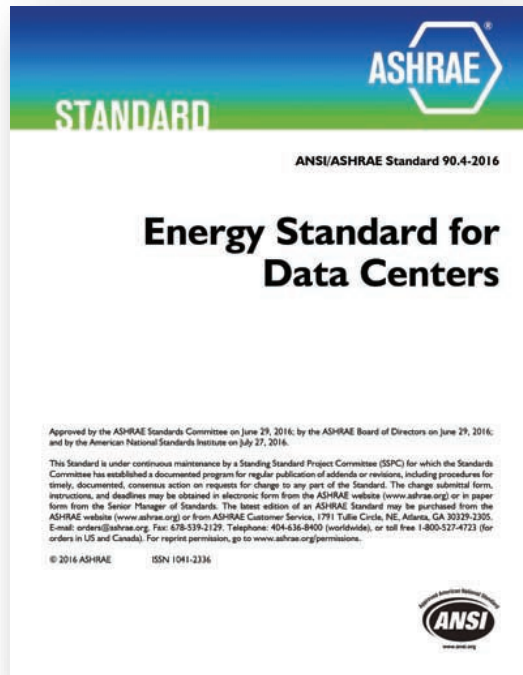 ASHRAE®
STANDARD
ANSI/ASHRAE Standard 90.4-2016
Energy Standard for
Data Centers
Approved by the ASHRAE Standards Committee on June 29, 2016; by the ASHRAE Board of Directors on June 29, 2016;
and by the American National Standards Institute on July 27, 2016.
This Standard is under continuous maintenance by a Standing Standard Project Committee (SSPC) for which the Standards
Committee has established a documented program for regular publication of addenda or revisions, including procedures for
timely, documented, consensus action on requests for change to any part of the Standard. The change submittal form,
instructions, and deadlines may be obtained in electronic form from the ASHRAE website (www.ashrae.org) or in paper
form from the Senior Manager of Standards. The latest edition of an ASHRAE Standard may be purchased from the
ASHRAE website (www.ashrae.org) or from ASHRAE Customer Service, 1791 Tullie Circle, NE, Atlanta, GA 30329-2305.
E-mail: orders@ashrae.org. Fax: 678-539-2129. Telephone: 404-636-8400 (worldwide), or toll free 1-800-527-4723 (for
orders in US and Canada). For reprint permission, go to www.ashrae.org/permissions.
© 2016 ASHRAE ISSN 1041-2336
Approved American National Standard
ANSI
www.ansi.org